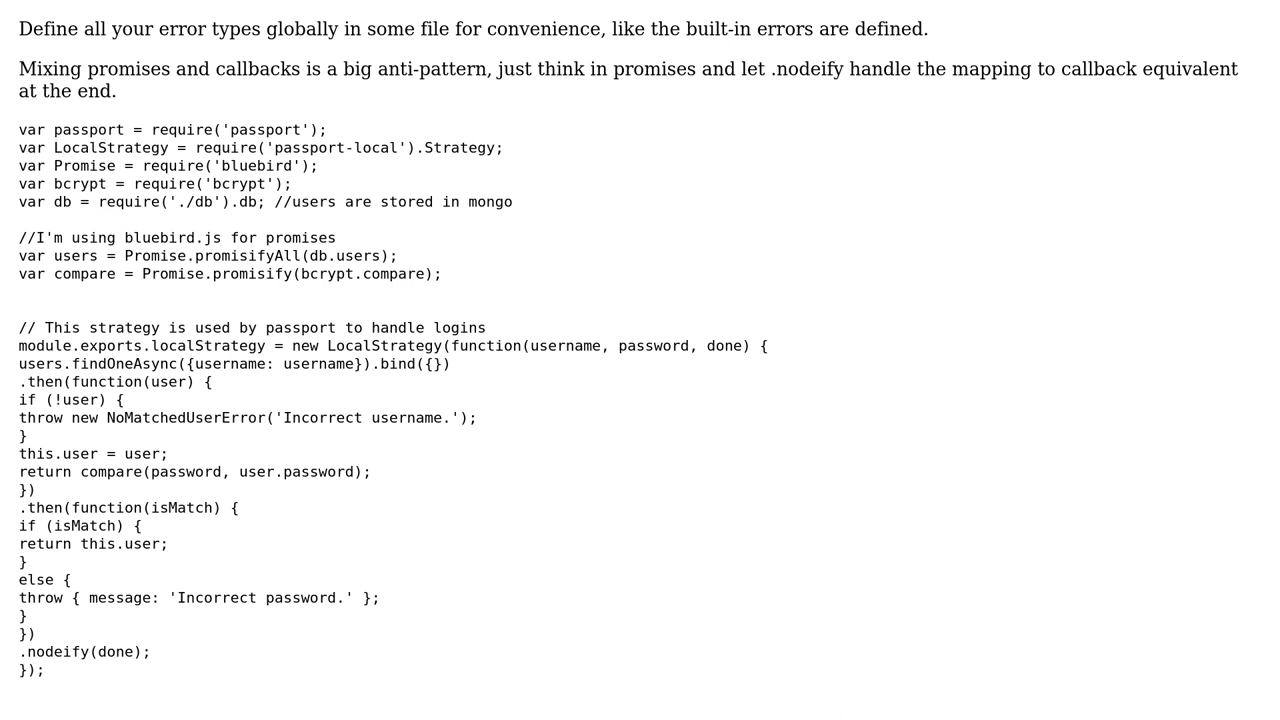 Define all your error types globally in some file for convenience, like the built-in errors are defined.
Mixing promises and callbacks is a big anti-pattern, just think in promises and let .nodeify handle the mapping to callback equivalent
at the end.
var passport = require('passport');
var LocalStrategy = require('passport-local').Strategy;
var Promise = require('bluebird');
var bcrypt = require('bcrypt');
var db = require('./db').db; //users are stored in mongo
//I'm using bluebird.js for promises
var users = Promise.promisifyAll(db.users);
var compare = Promise.promisify(bcrypt.compare);
// This strategy is used by passport to handle logins
module.exports.localStrategy = new LocalStrategy(function(username, password, done) {
users.findOneAsync({username: username}).bind({})
.then(function(user) {
if (!user) {
throw new NoMatchedUserError('Incorrect username.');
}
this.user = user;
return compare(password, user.password);
})
.then(function(isMatch) {
if (isMatch) {
return this.user;
}
else {
throw { message: 'Incorrect password.' };
}
})
.nodeify(done);
});